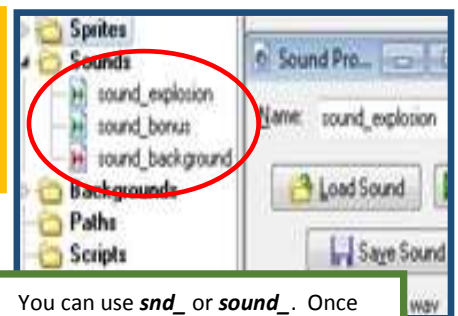 Sprites
Sounds
sound_explosion
sound_bonus
sound_background
Backgrounds
Paths
Scripts
Sound Pro...
Name: sound_explosion
Load Sound
Save Sound
wav
You can use snd_ or sound_. Once